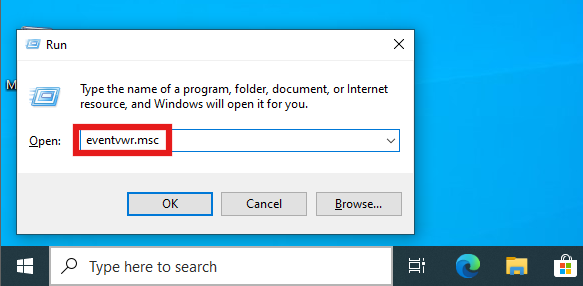 M
Run
Type the name of a program, folder, document, or Internet
resource, and Windows will open it for you.
Open: eventvwr.msc
OK Cancel Browse...
Type here to search